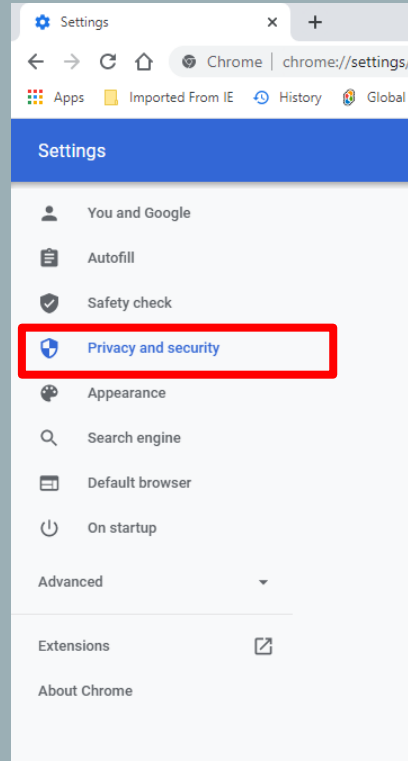 Settings
Chrome | chrome://settings/
Apps Imported From IE History Global
Settings
You and Google
Autofill
Safety check
Privacy and security
Appearance
Search engine
Default browser
On startup
Advanced
Extensions
About Chrome